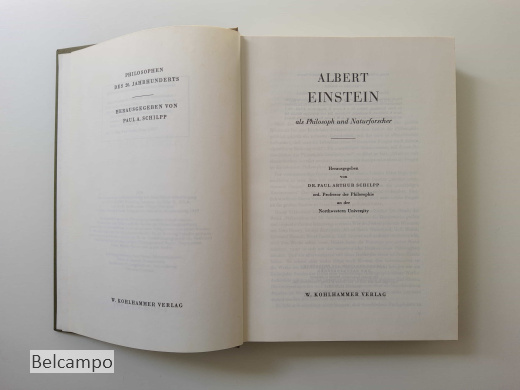 PHILOSOPHEN
DES 20. JAHRHUNDERTS
HERAUSGEGEBEN VON
PAUL A. SCHILPP
W. KOHLHAMMER VERLAG
ALBERT
EINSTEIN
als Philosoph und Naturforscher
Herausgegeben
von
DR. PAUL ARTHUR SCHILPP
ord. Professor der Philosophie
an der
Northwestern University
W. KOHLHAMMER VERLAG
Belcampo